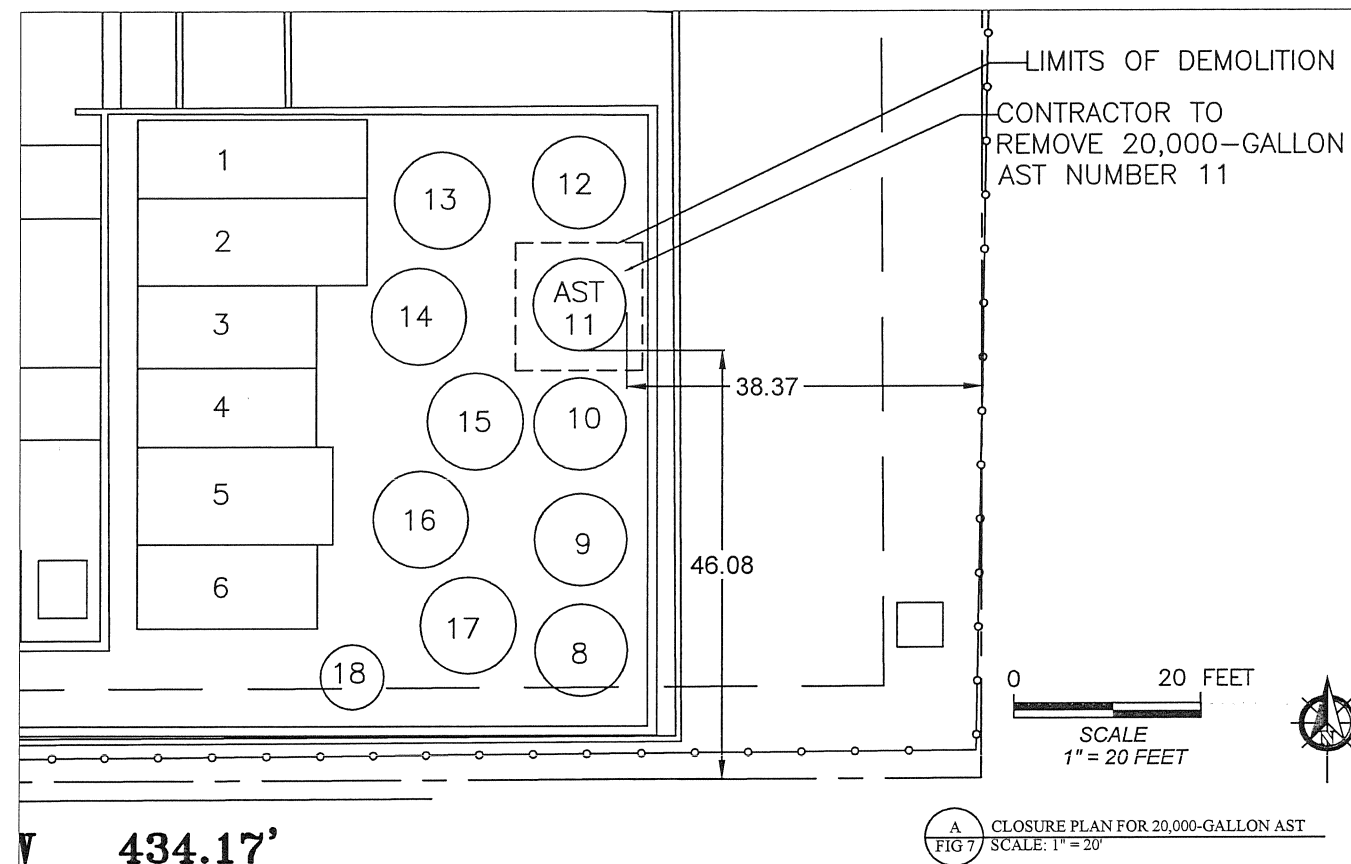 LIMITS OF DEMOLITION
CONTRACTOR TO
REMOVE 20,000-GALLON
AST NUMBER 11
1
2
3
4
5
6
13
12
14
AST
11
15
10
16
9
17
8
18
38.37
46.08
0 20 FEET
SCALE
1" = 20 FEET
N
A CLOSURE PLAN FOR 20,000-GALLON AST
FIG 7 SCALE: 1" = 20'
434.17'